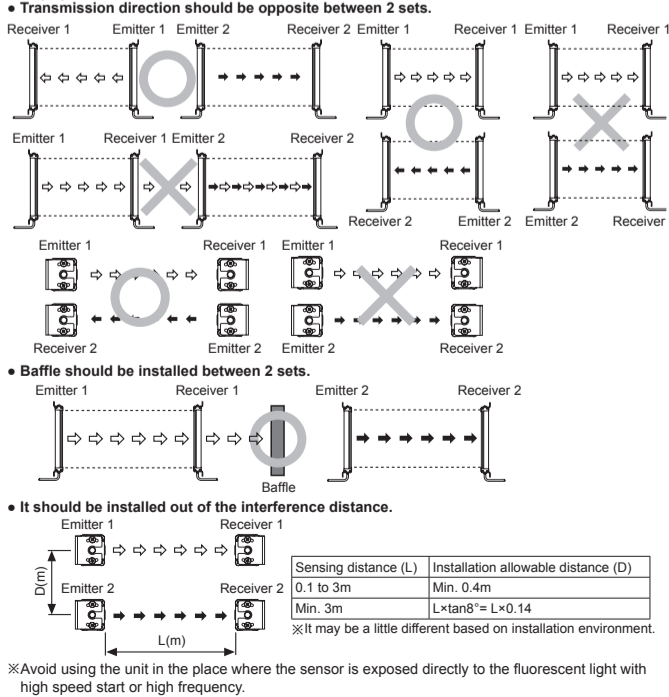 ● Transmission direction should be opposite between 2 sets.
Receiver 1 Emitter 1 Emitter 2 Receiver 2 Emitter 1 Receiver 1 Emitter 1 Receiver 1
Emitter 1 Receiver 1 Emitter 2 Receiver 2
Receiver 2 Emitter 2 Emitter 2 Receiver
Emitter 1 Receiver 1 Emitter 1 Receiver 1
Receiver 2 Emitter 2 Emitter 2 Receiver 2
● Baffle should be installed between 2 sets.
Emitter 1 Receiver 1 Emitter 2 Receiver 2
Baffle
● It should be installed out of the interference distance.
Emitter 1 Receiver 1
D(m)
Emitter 2 Receiver 2
L(m)
Sensing distance (L) Installation allowable distance (D)
0.1 to 3m Min. 0.4m
Min. 3m L×tan8°= L×0.14
※It may be a little different based on installation environment.
※Avoid using the unit in the place where the sensor is exposed directly to the fluorescent light with
high speed start or high frequency.